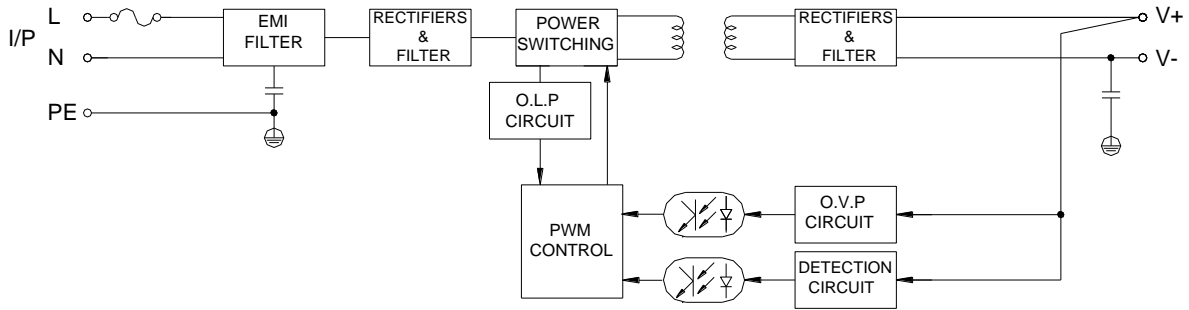 I/P
L
N
PE
EMI
FILTER
RECTIFIERS
&
FILTER
POWER
SWITCHING
RECTIFIERS
&
FILTER
V+
V-
O.L.P
CIRCUIT
PWM
CONTROL
O.V.P
CIRCUIT
DETECTION
CIRCUIT